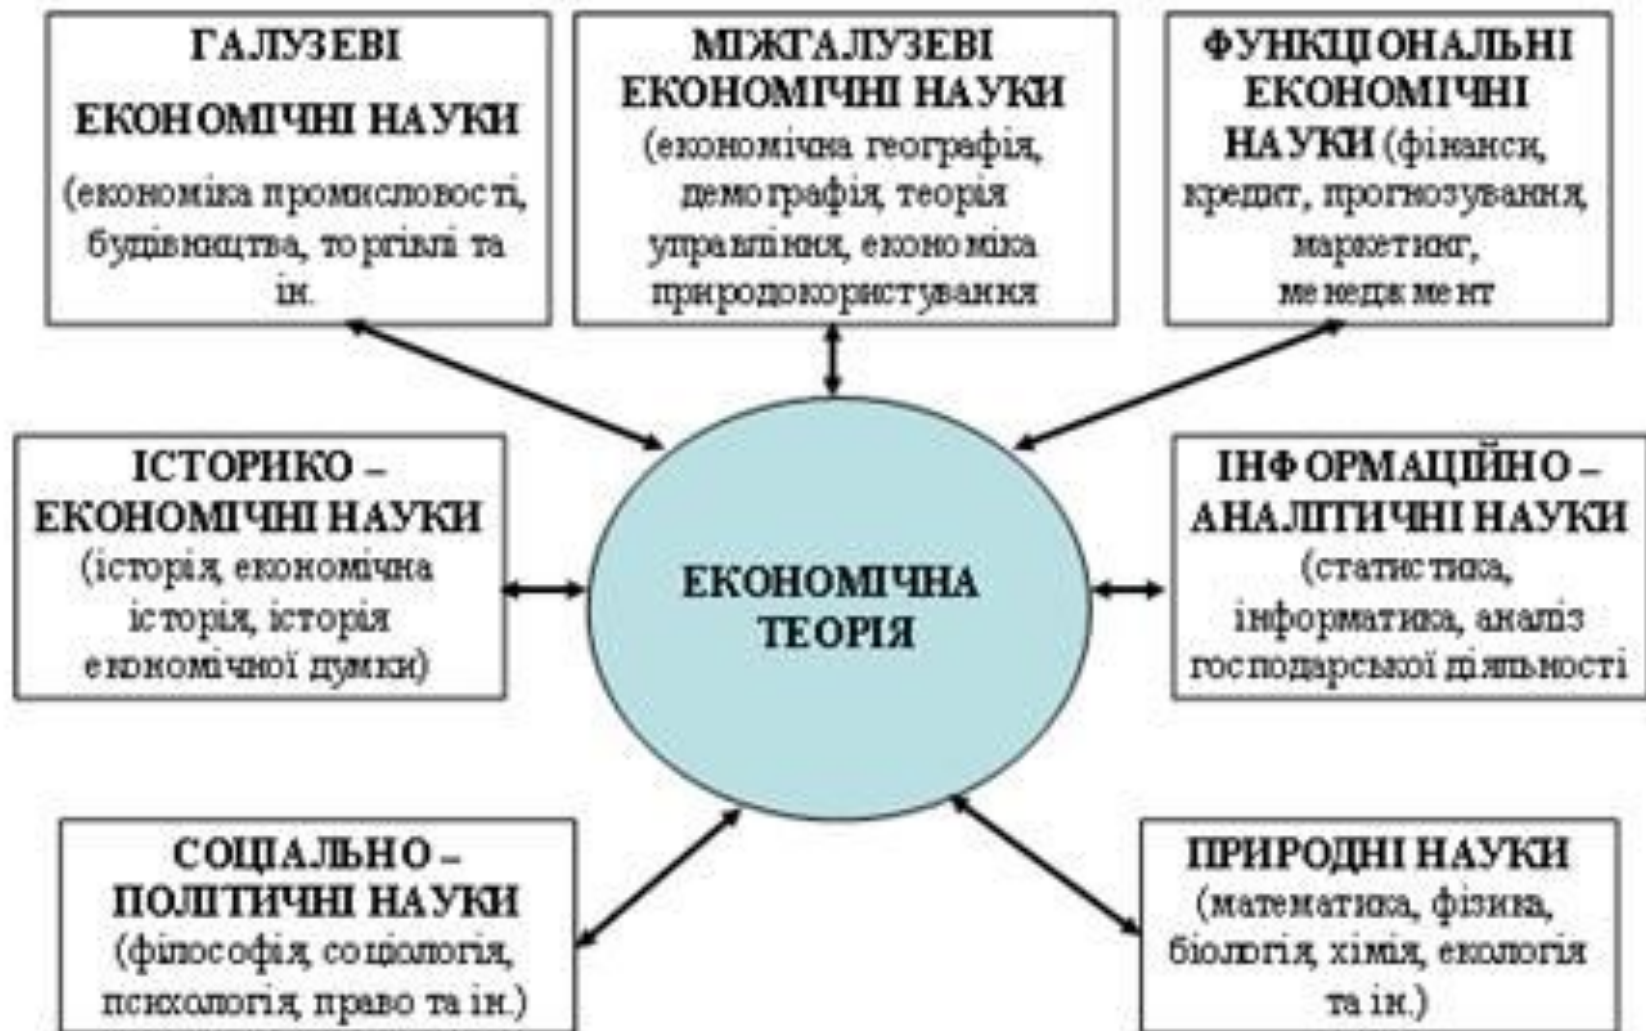 ГАЛУЗЕВІ
ЕКОНОМІЧНІ НАУКИ
(економіка промисловості,
будівництва, торгівлі та
ін.
МІЖГАЛУЗЕВІ
ЕКОНОМІЧНІ НАУКИ
(економічна географія,
демографія, теорія
управління, економіка
природокористування
ФУНКЦІОНАЛЬНІ
ЕКОНОМІЧНІ
НАУКИ (фінанси,
кредит, прогнозування,
маркетинг,
менеджмент
ІСТОРИКО –
ЕКОНОМІЧНІ НАУКИ
(історія, економічна
історія, історія
економічної думки)
ЕКОНОМІЧНА
ТЕОРІЯ
ІНФОРМАЦІЙНО –
АНАЛІТИЧНІ НАУКИ
(статистика,
інформатика, аналіз
господарської діяльності
СОЦІАЛЬНО –
ПОЛІТИЧНІ НАУКИ
(філософія, соціологія,
психологія, право та ін.)
ПРИРОДНІ НАУКИ
(математика, фізика,
біологія, хімія, екологія
та ін.)